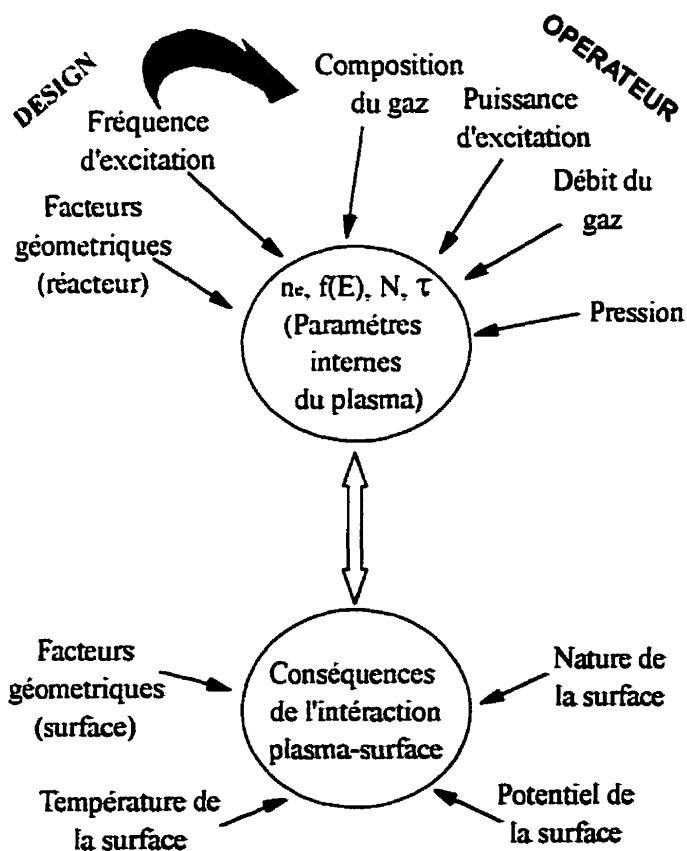 DESIGN
OPERATEUR
Composition
du gaz
Fréquence
d'excitation
Puissance
d'excitation
Facteurs
géometriques
(réacteur)
Débit du
gaz
Pression
ne, f(E), N, τ
(Paramétres
internes
du plasma)
Facteurs
géometriques
(surface)
Conséquences
de l'intéraction
plasma-surface
Nature de
la surface
Température de
la surface
Potentiel de
la surface